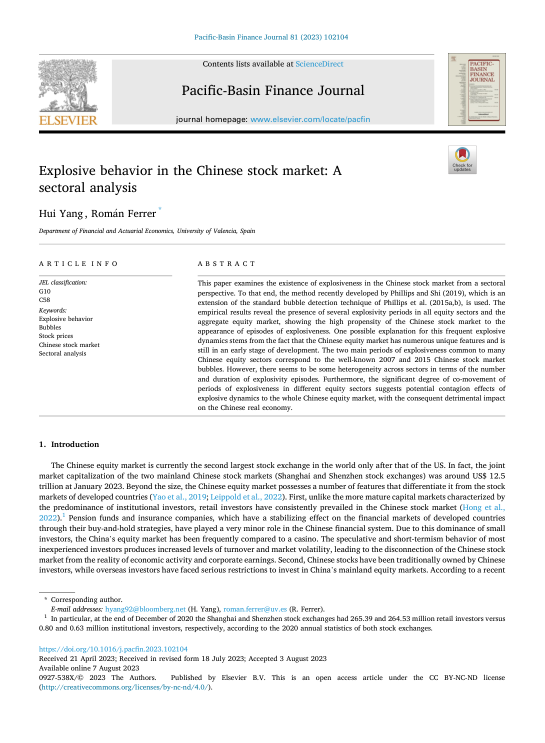 Pacific-Basin Finance Journal 81 (2023) 102104
Contents lists available at ScienceDirect
Pacific-Basin Finance Journal
journal homepage: www.elsevier.com/locate/pacfin
ELSEVIER
PACIFIC-
BASIN
FINANCE
JOURNAL
Check for
updates
Explosive behavior in the Chinese stock market: A
sectoral analysis
Hui Yang, Román Ferrer *
Department of Financial and Actuarial Economics, University of Valencia, Spain
ARTICLE INFO
JEL classification:
G10
C58
Keywords:
Explosive behavior
Bubbles
Stock prices
Chinese stock market
Sectoral analysis
ABSTRACT
This paper examines the existence of explosiveness in the Chinese stock market from a sectoral
perspective. To that end, the method recently developed by Phillips and Shi (2019), which is an
extension of the standard bubble detection technique of Phillips et al. (2015a,b), is used. The
empirical results reveal the presence of several explosivity periods in all equity sectors and the
aggregate equity market, showing the high propensity of the Chinese stock market to the
appearance of episodes of explosiveness. One possible explanation for this frequent explosive
dynamics stems from the fact that the Chinese equity market has numerous unique features and is
still in an early stage of development. The two main periods of explosiveness common to many
Chinese equity sectors correspond to the well-known 2007 and 2015 Chinese stock market
bubbles. However, there seems to be some heterogeneity across sectors in terms of the number
and duration of explosivity episodes. Furthermore, the significant degree of co-movement of
periods of explosiveness in different equity sectors suggests potential contagion effects of
explosive dynamics to the whole Chinese equity market, with the consequent detrimental impact
on the Chinese real economy.
1. Introduction
The Chinese equity market is currently the second largest stock exchange in the world only after that of the US. In fact, the joint
market capitalization of the two mainland Chinese stock markets (Shanghai and Shenzhen stock exchanges) was around US$ 12.5
trillion at January 2023. Beyond the size, the Chinese equity market possesses a number of features that differentiate it from the stock
markets of developed countries (Yao et al., 2019; Leippold et al., 2022). First, unlike the more mature capital markets characterized by
the predominance of institutional investors, retail investors have consistently prevailed in the Chinese stock market (Hong et al.,
2022).1 Pension funds and insurance companies, which have a stabilizing effect on the financial markets of developed countries
through their buy-and-hold strategies, have played a very minor role in the Chinese financial system. Due to this dominance of small
investors, the China's equity market has been frequently compared to a casino. The speculative and short-termism behavior of most
inexperienced investors produces increased levels of turnover and market volatility, leading to the disconnection of the Chinese stock
market from the reality of economic activity and corporate earnings. Second, Chinese stocks have been traditionally owned by Chinese
investors, while overseas investors have faced serious restrictions to invest in China's mainland equity markets. According to a recent
* Corresponding author.
E-mail addresses: hyang92@bloomberg.net (H. Yang), roman.ferrer@uv.es (R. Ferrer).
1 In particular, at the end of December of 2020 the Shanghai and Shenzhen stock exchanges had 265.39 and 264.53 million retail investors versus
0.80 and 0.63 million institutional investors, respectively, according to the 2020 annual statistics of both stock exchanges.
https://doi.org/10.1016/j.pacfin.2023.102104
Received 21 April 2023; Received in revised form 18 July 2023; Accepted 3 August 2023
Available online 7 August 2023
0927-538X/© 2023 The Authors. Published by Elsevier B.V. This is an open access article under the CC BY-NC-ND license
(http://creativecommons.org/licenses/by-nc-nd/4.0/).